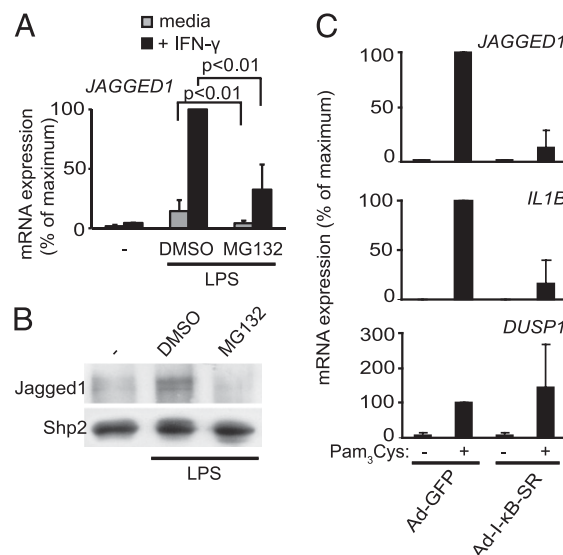 A
media
+ IFN-γ
JAGGED1
p<0.01
p<0.01
mRNA expression
(% of maximum)
100
50
0
- DMSO MG132
LPS
B
- DMSO MG132
Jagged1
Shp2
LPS
C
mRNA expression (% of maximum)
JAGGED1
100
50
0
IL1B
100
50
0
DUSP1
300
200
100
0
Pam3Cys: - + - +
Ad-GFP
Ad-I-κB-SR